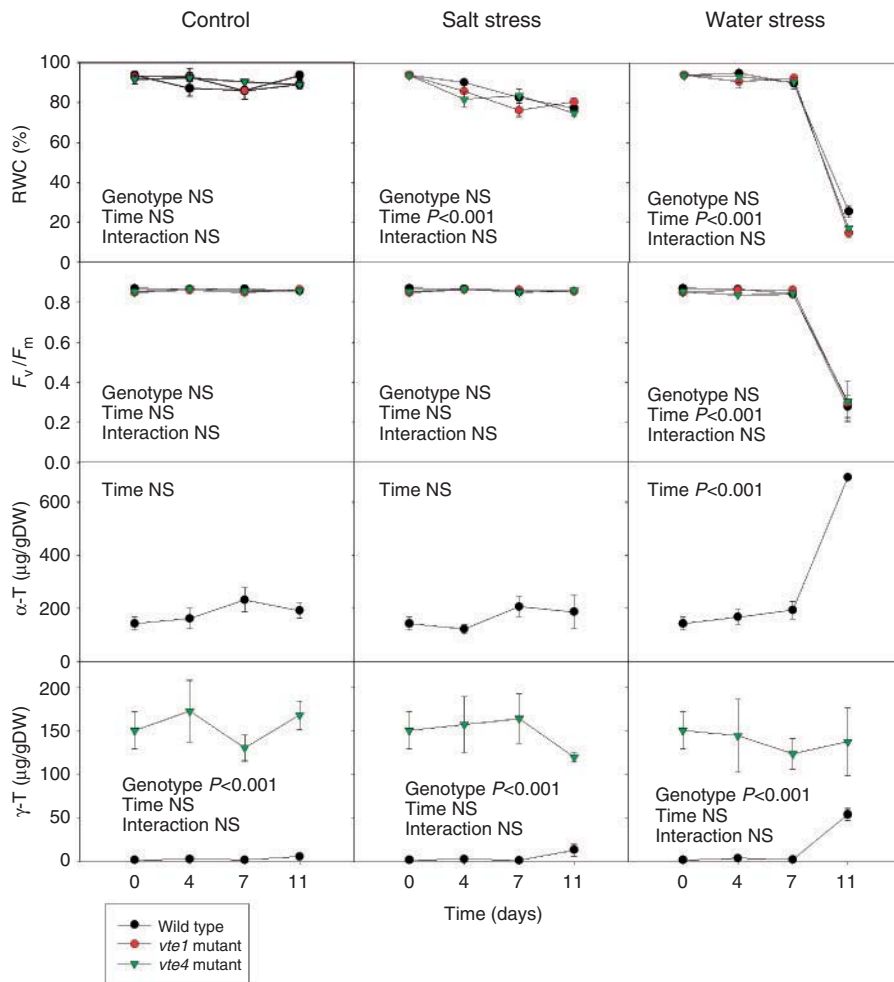 Control Salt stress Water stress
100
80
60
40
20
0
RWC (%)
Genotype NS
Time NS
Interaction NS
Genotype NS
Time P<0.001
Interaction NS
Genotype NS
Time P<0.001
Interaction NS
0.8
0.6
0.4
0.2
0.0
Fv/Fm
Genotype NS
Time NS
Interaction NS
Genotype NS
Time NS
Interaction NS
Genotype NS
Time P<0.001
Interaction NS
600
400
200
0
α-T (µg/gDW)
Time NS
Time NS
Time P<0.001
200
150
100
50
0
γ-T (µg/gDW)
Genotype P<0.001
Time NS
Interaction NS
Genotype P<0.001
Time NS
Interaction NS
Genotype P<0.001
Time NS
Interaction NS
0 4 7 11 0 4 7 11 0 4 7 11
Time (days)
Wild type
vte1 mutant
vte4 mutant